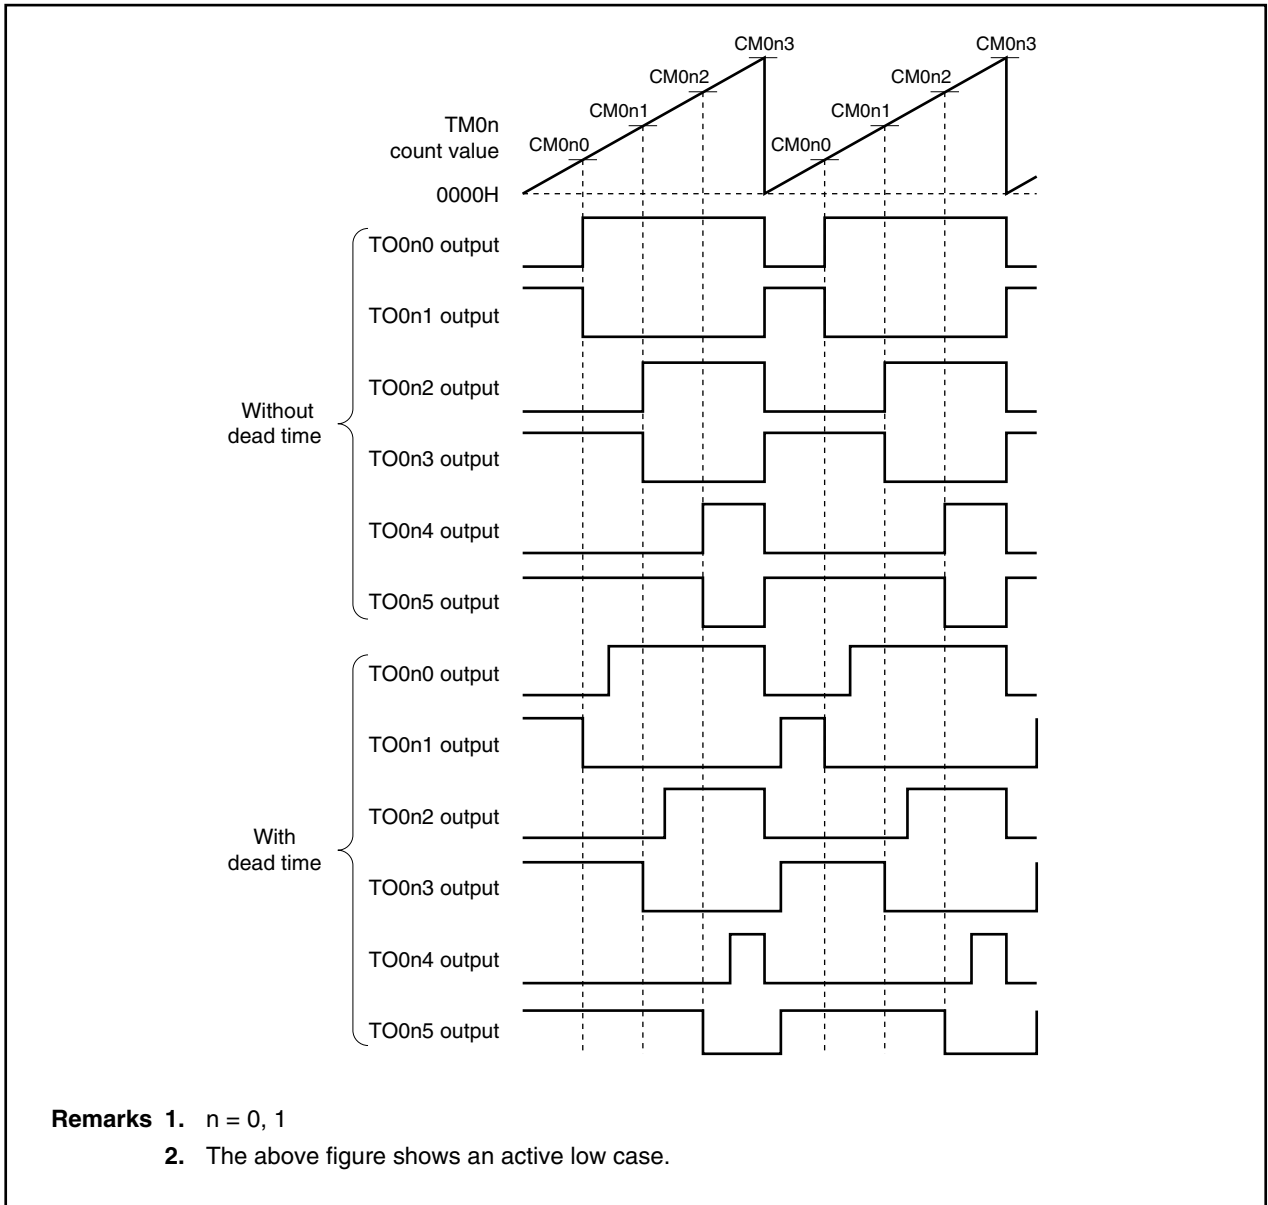 CM0n3 CM0n3
CM0n2 CM0n2
CM0n1 CM0n1
TM0n
count value
CM0n0 CM0n0
0000H
Without
dead time
TO0n0 output
TO0n1 output
TO0n2 output
TO0n3 output
TO0n4 output
TO0n5 output
With
dead time
TO0n0 output
TO0n1 output
TO0n2 output
TO0n3 output
TO0n4 output
TO0n5 output
Remarks 1. n = 0, 1
2. The above figure shows an active low case.